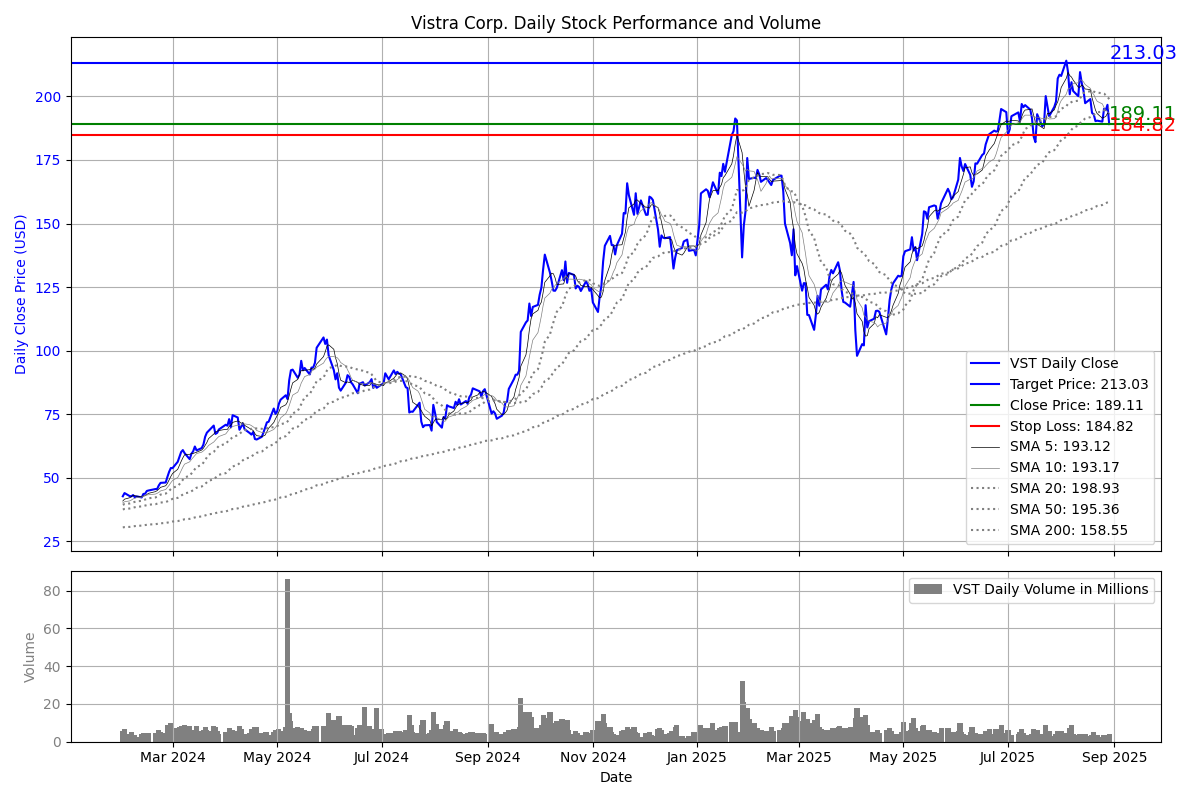 Vistra Corp. Daily Stock Performance and Volume
Daily Close Price (USD)
200
175
150
125
100
75
50
25
213.03
189.11
184.82
VST Daily Close
Target Price: 213.03
Close Price: 189.11
Stop Loss: 184.82
SMA 5: 193.12
SMA 10: 193.17
SMA 20: 198.93
SMA 50: 195.36
SMA 200: 158.55
Volume
80
60
40
20
0
VST Daily Volume in Millions
Mar 2024 May 2024 Jul 2024 Sep 2024 Nov 2024 Jan 2025 Mar 2025 May 2025 Jul 2025 Sep 2025
Date